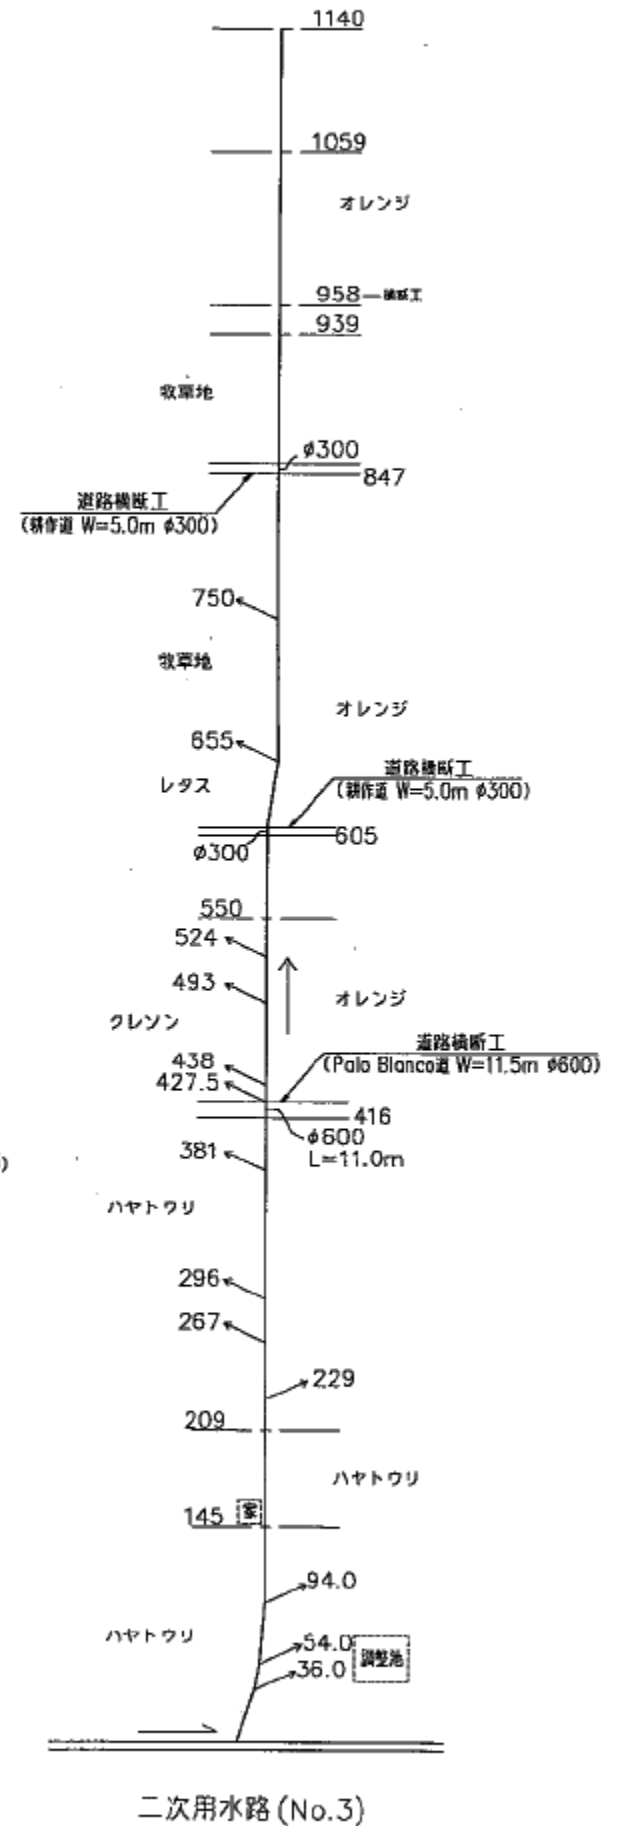 1140
1059
オレンジ
958 横断工
939
牧草地
φ300
847
道路横断工
(耕作道 W=5.0m φ300)
750
牧草地
オレンジ
655
道路横断工
レタス
(耕作道 W=5.0m φ300)
605
φ300
550
524
493
オレンジ
クレソン
道路横断工
438
(Palo Blanco道 W=11.5m φ600)
427.5
416
φ600
381
L=11.0m
)
ハヤトウリ
296
267
229
209
ハヤトウリ
145 家
94.0
ハヤトウリ
54.0
調整池
36.0
二次用水路(No.3)